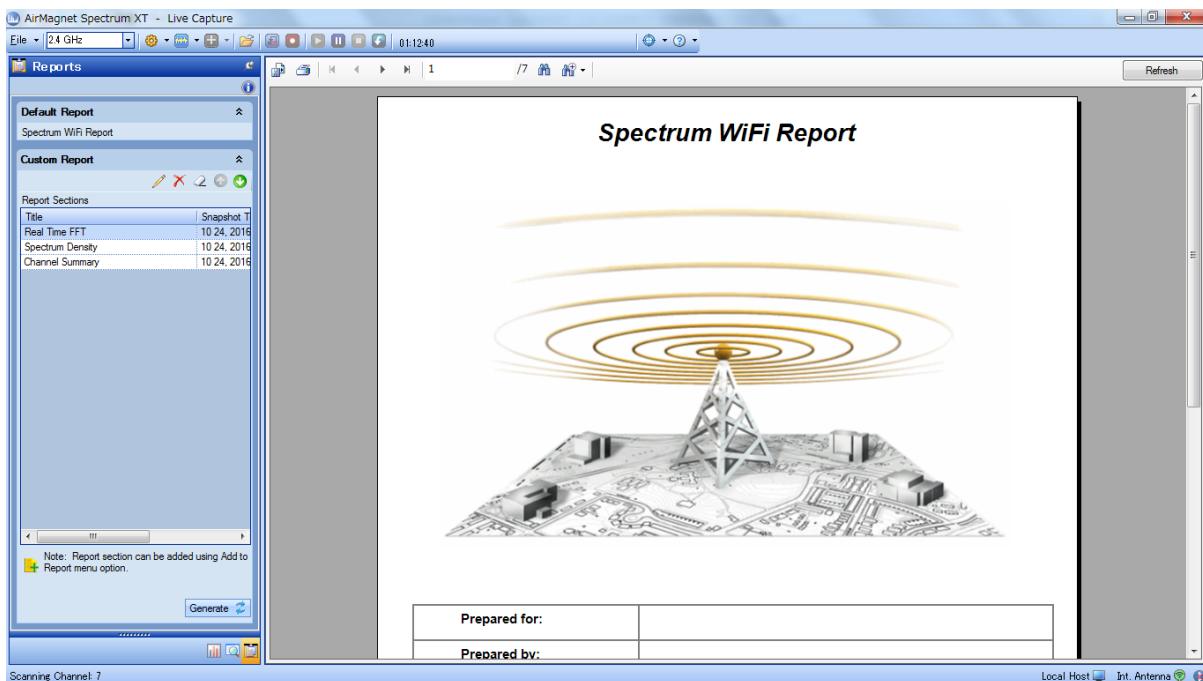 AirMagnet Spectrum XT - Live Capture
File
2.4 GHz
01:12:40
Reports
1 /7
Refresh
Default Report
Spectrum WiFi Report
Custom Report
Report Sections
Title Snapshot T
Real Time FFT 10 24, 2016
Spectrum Density 10 24, 2016
Channel Summary 10 24, 2016
Note: Report section can be added using Add to
Report menu option.
Generate
Spectrum WiFi Report
Prepared for:
Prepared by:
Scanning Channel: 7
Local Host
Int. Antenna